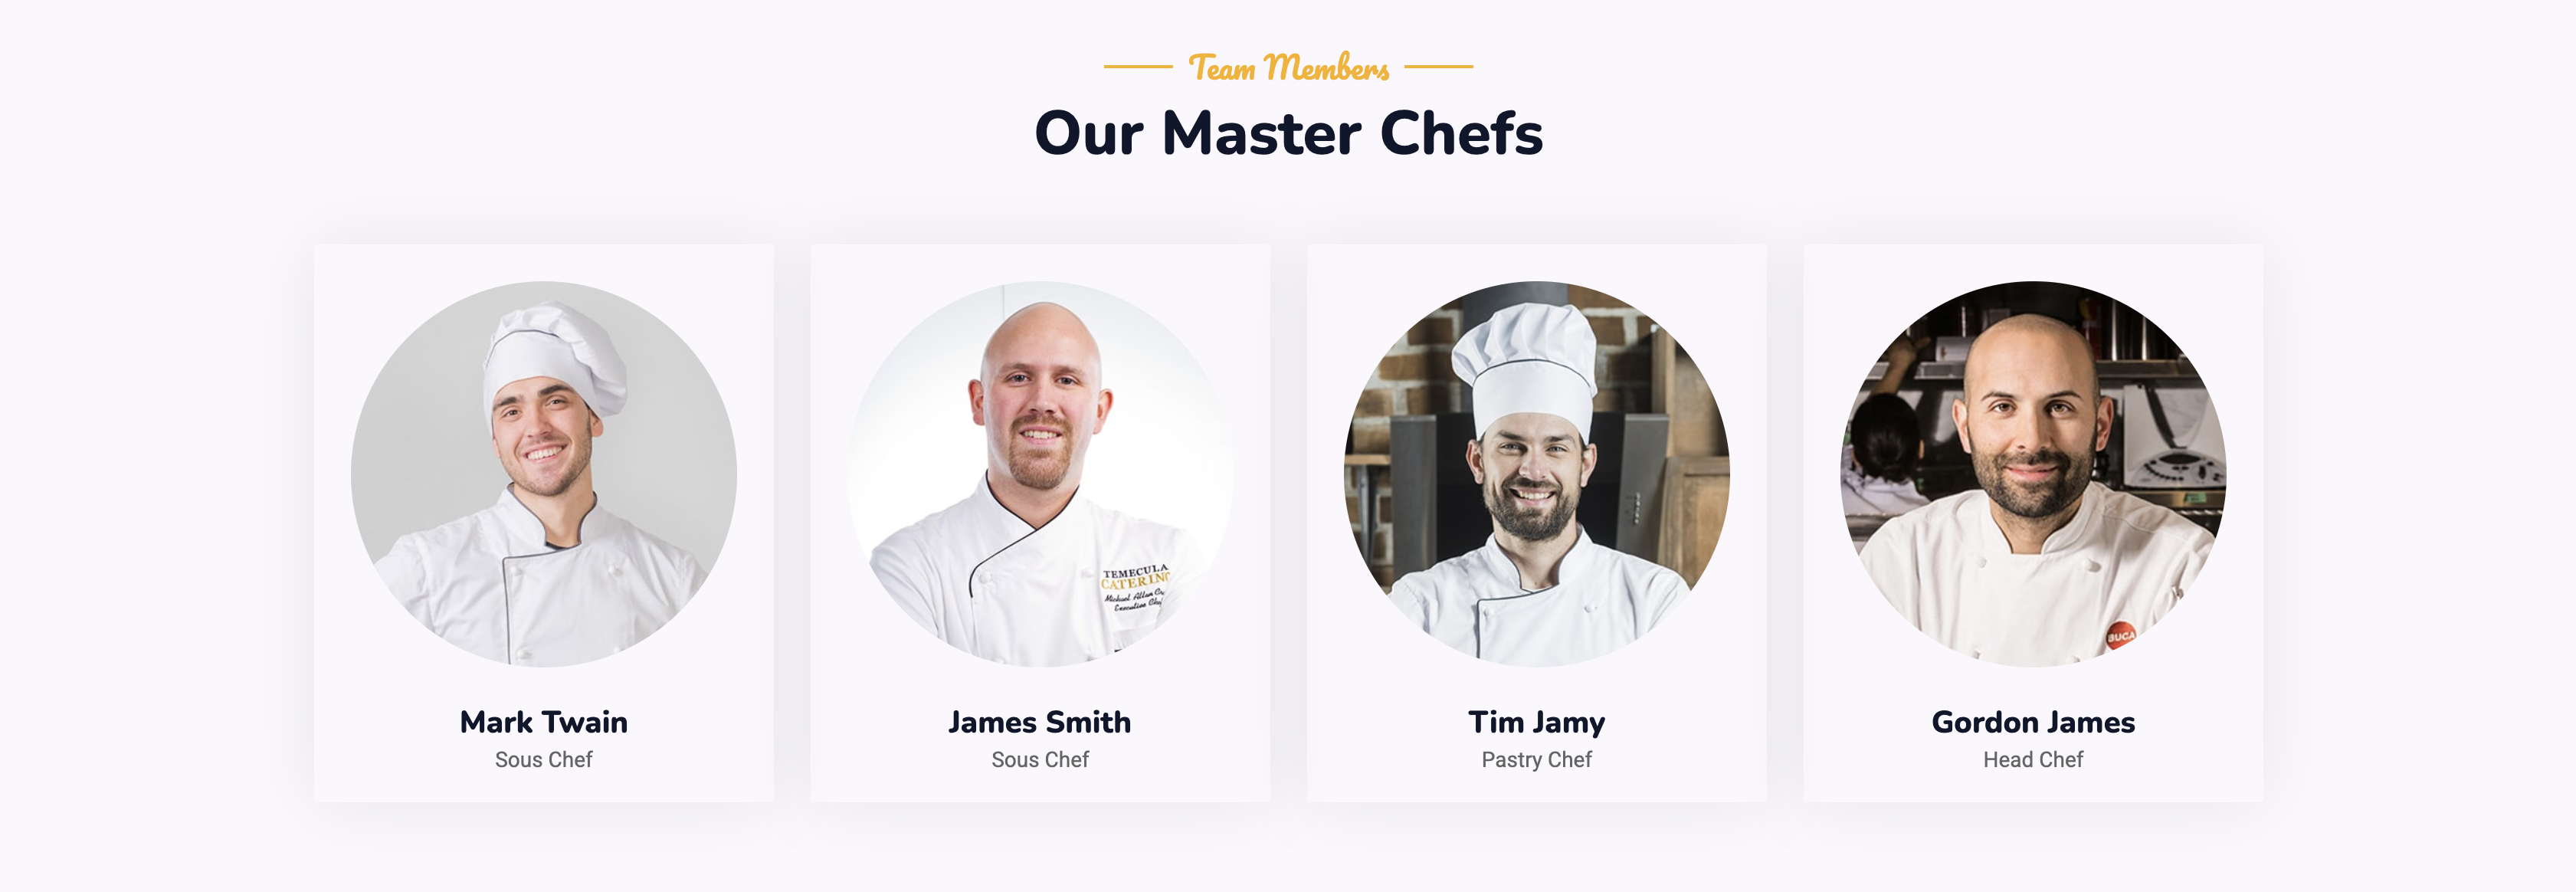 Team Members
Our Master Chefs
TEMECULA
CATERING
Michael Allen
Executive Chef
BUCA
Mark Twain
Sous Chef
James Smith
Sous Chef
Tim Jamy
Pastry Chef
Gordon James
Head Chef